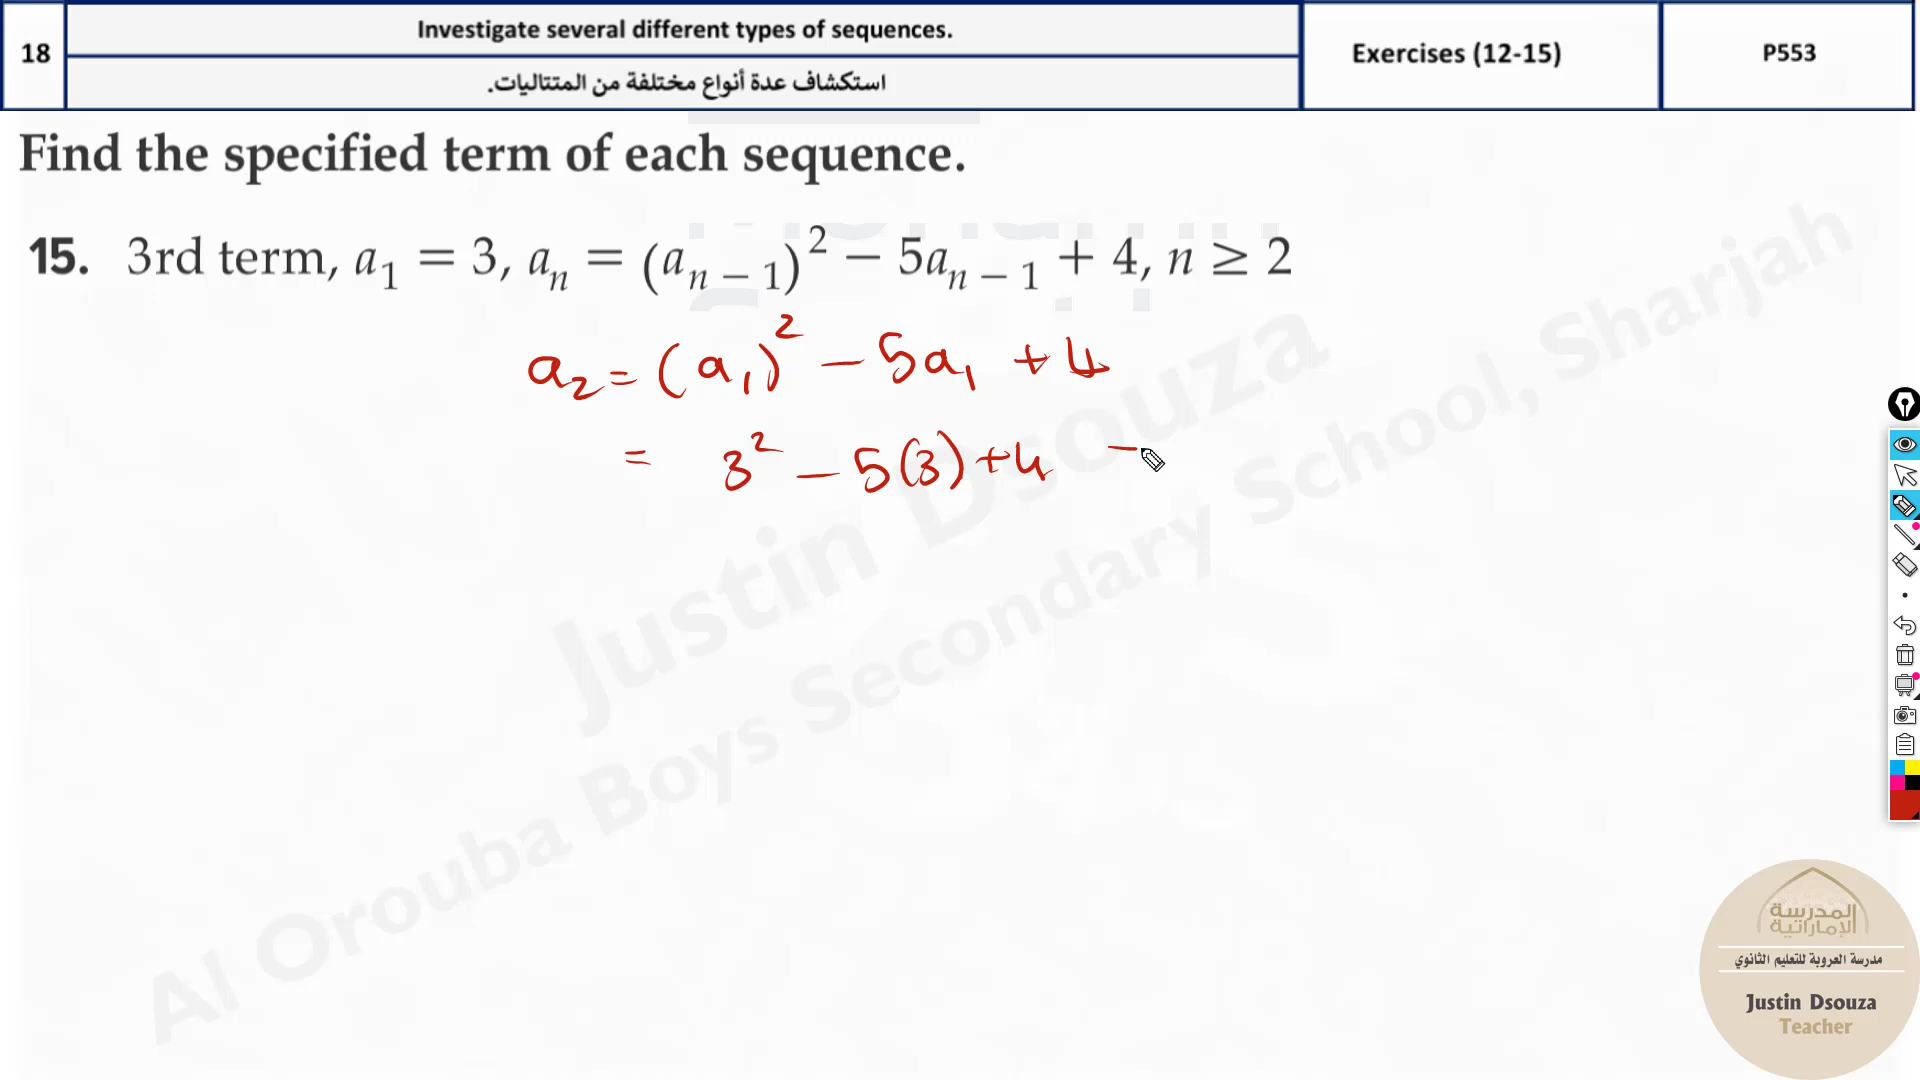 18
Investigate several different types of sequences.
استكشاف عدة أنواع مختلفة من المتتاليات.
Exercises (12-15)
P553
Find the specified term of each sequence.
15. 3rd term, a₁ = 3, aₙ = (aₙ₋₁)² − 5aₙ₋₁ + 4, n ≥ 2
a₂ = (a₁)² − 5a₁ + 4
= 3² − 5(3) + 4 −
Justin Dsouza
Al Orouba Boys Secondary School, Sharjah
المدرسة
الإماراتية
مدرسة العروبة للتعليم الثانوي
Justin Dsouza
Teacher